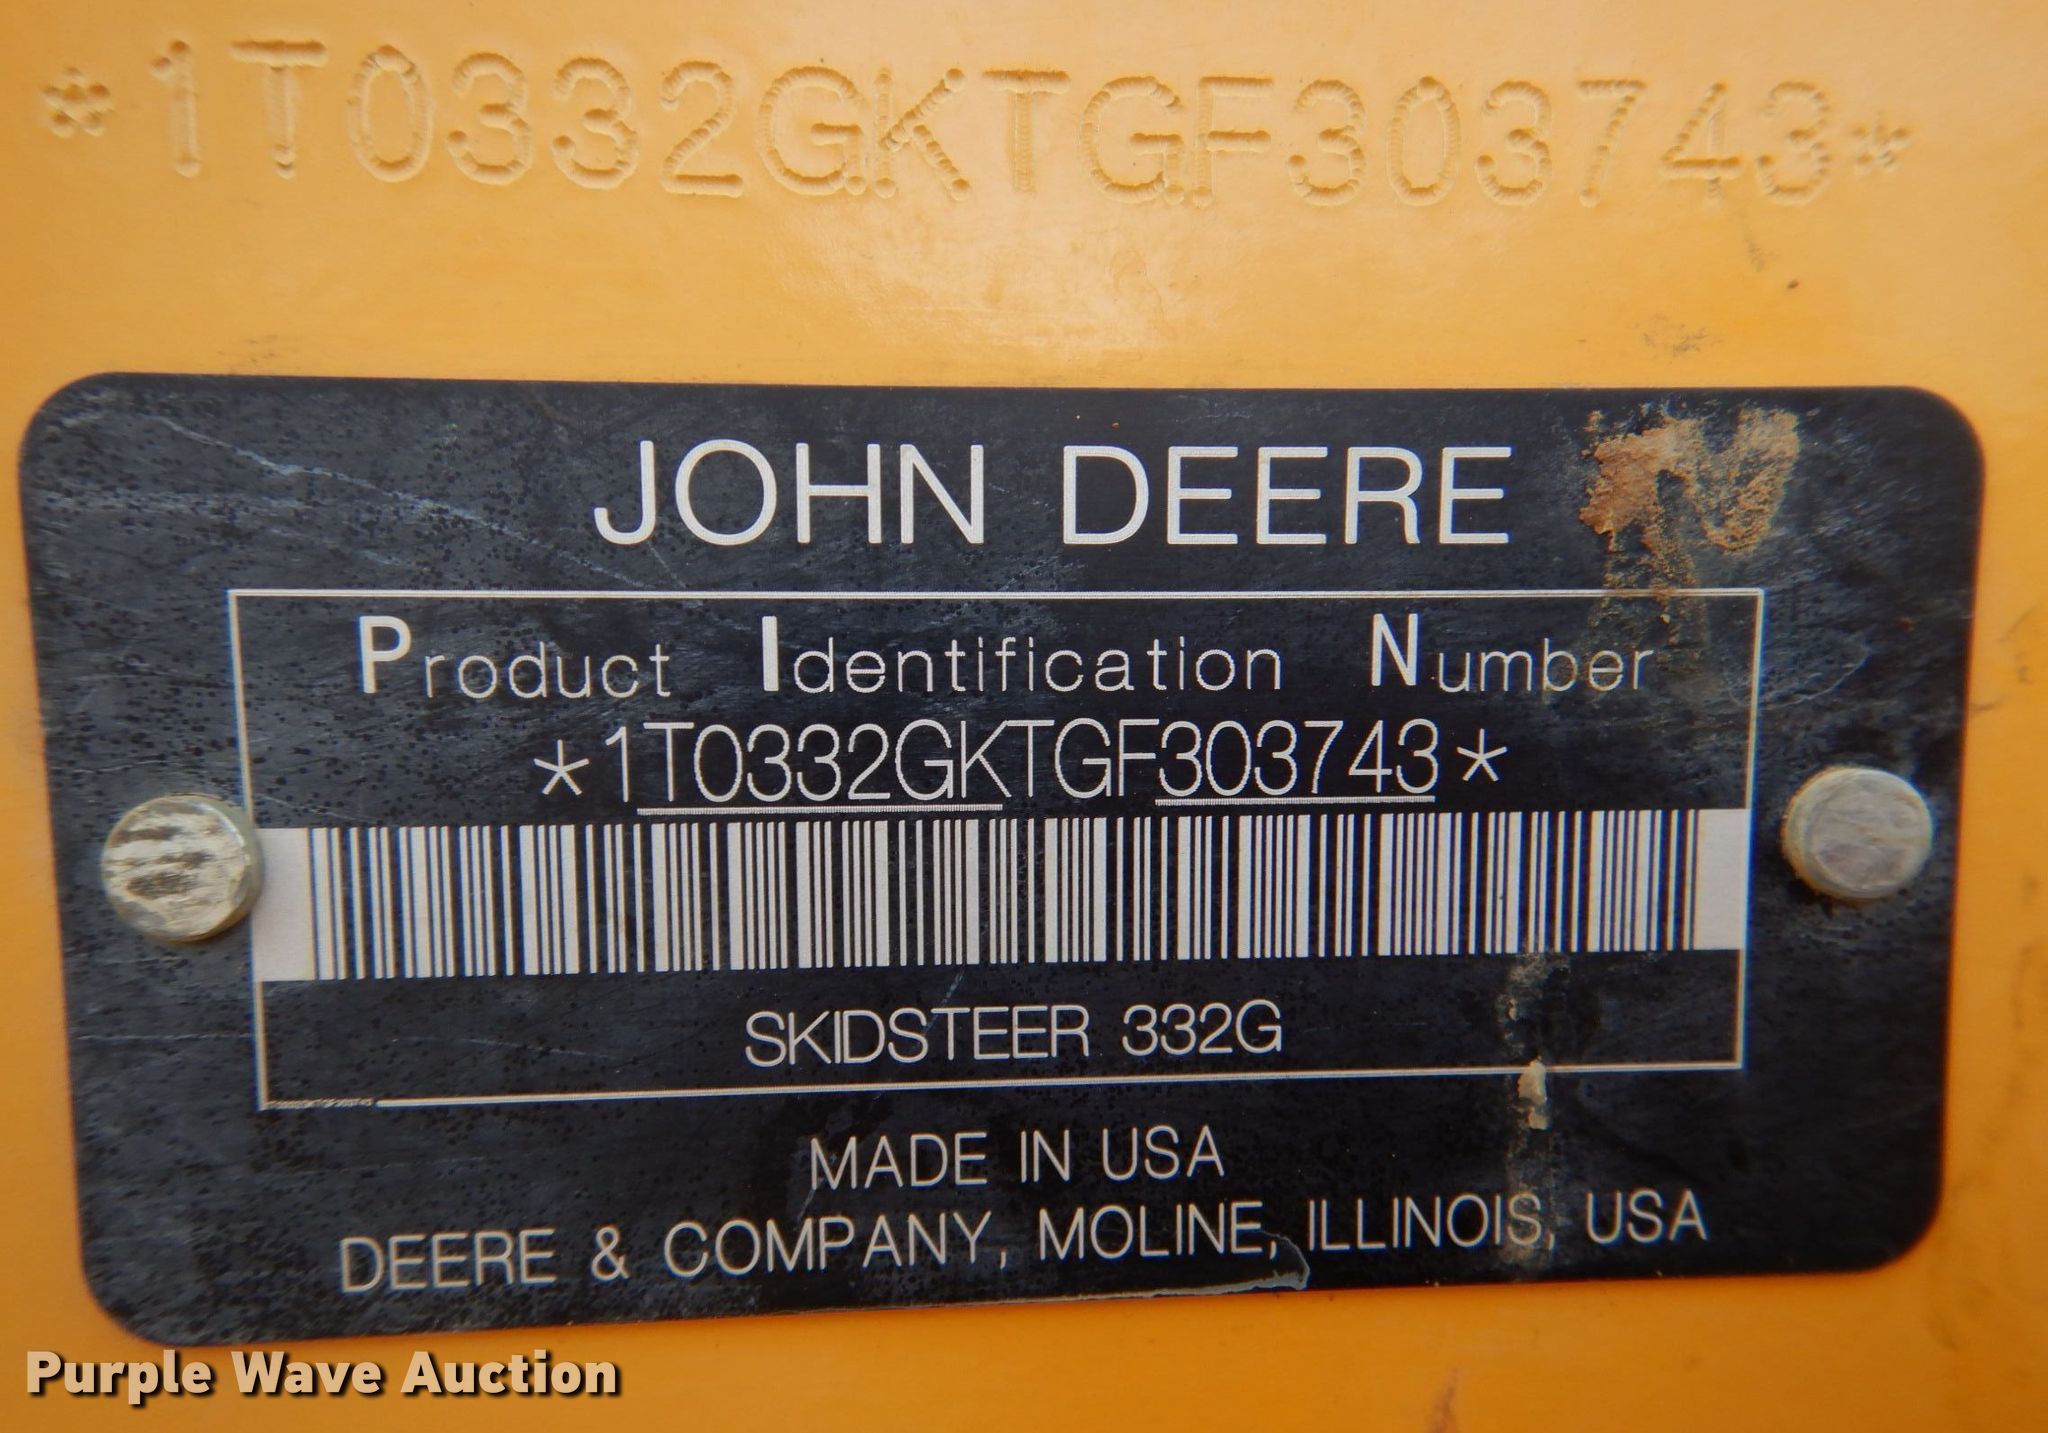 *1T0332GKTGF303743*
JOHN DEERE
Product Identification Number
*1T0332GKTGF303743*
SKIDSTEER 332G
MADE IN USA
DEERE & COMPANY, MOLINE, ILLINOIS, USA
Purple Wave Auction